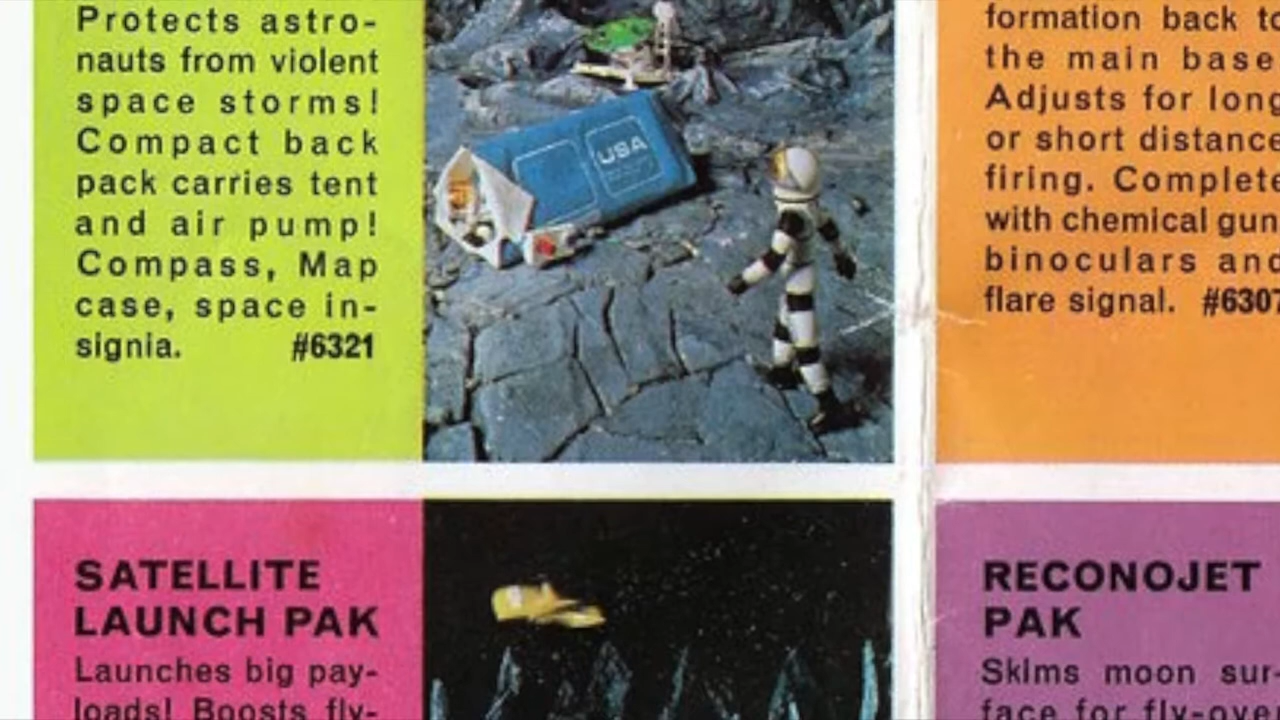 Protects astro-
nauts from violent
space storms!
Compact back
pack carries tent
and air pump!
Compass, Map
case, space in-
signia. #6321
USA
formation back to
the main base
Adjusts for long
or short distance
firing. Complete
with chemical gun
binoculars and
flare signal. #6307
SATELLITE
LAUNCH PAK
Launches big pay-
loads! Boosts fly-
RECONOJET
PAK
Skims moon sur-
face for fly-over